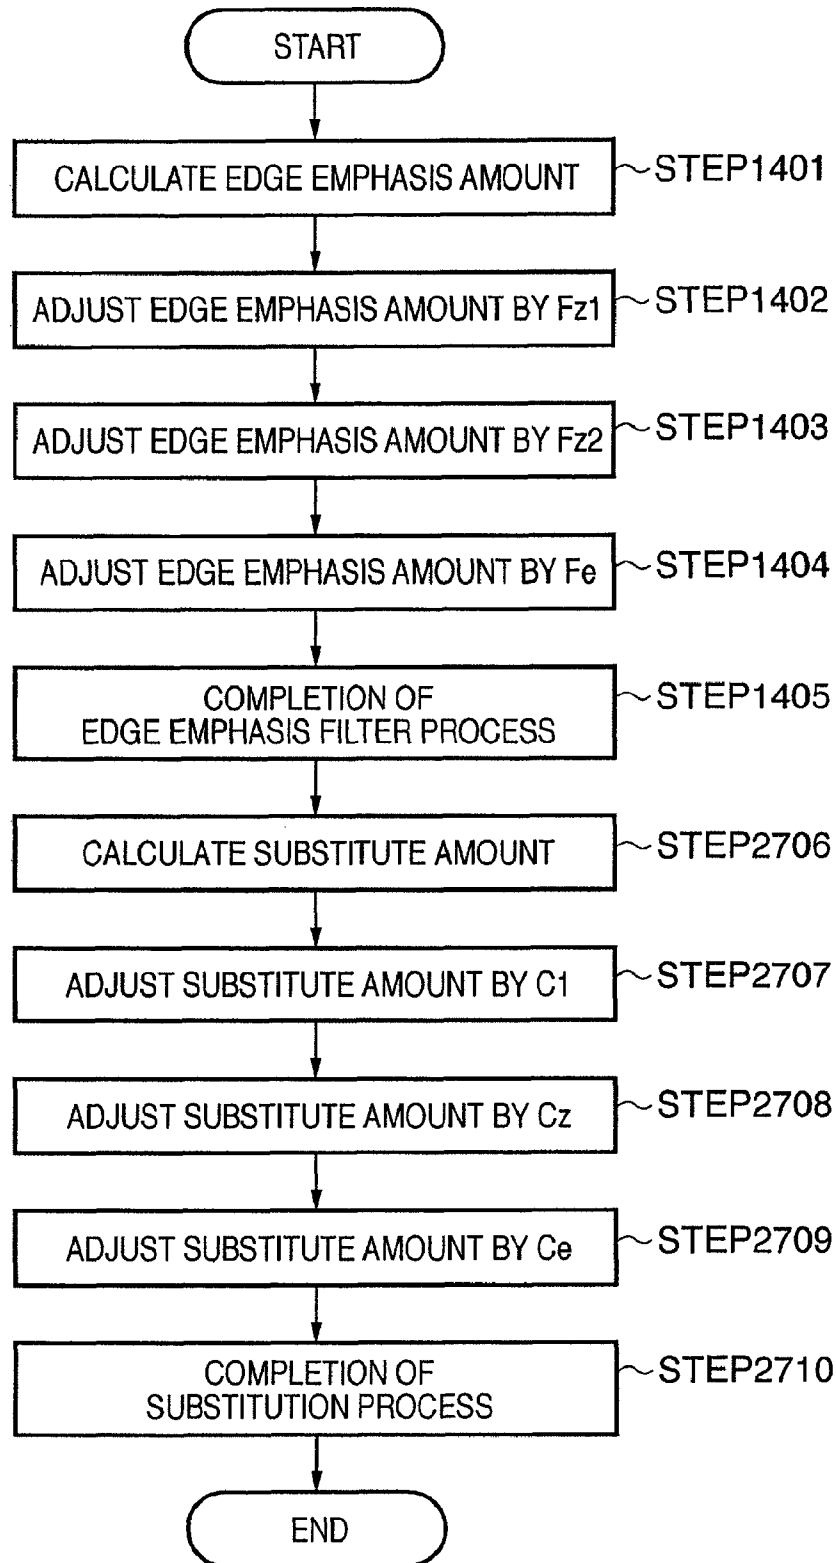 START
CALCULATE EDGE EMPHASIS AMOUNT
STEP1401
ADJUST EDGE EMPHASIS AMOUNT BY Fz1
STEP1402
ADJUST EDGE EMPHASIS AMOUNT BY Fz2
STEP1403
ADJUST EDGE EMPHASIS AMOUNT BY Fe
STEP1404
COMPLETION OF
EDGE EMPHASIS FILTER PROCESS
STEP1405
CALCULATE SUBSTITUTE AMOUNT
STEP2706
ADJUST SUBSTITUTE AMOUNT BY C1
STEP2707
ADJUST SUBSTITUTE AMOUNT BY Cz
STEP2708
ADJUST SUBSTITUTE AMOUNT BY Ce
STEP2709
COMPLETION OF
SUBSTITUTION PROCESS
STEP2710
END